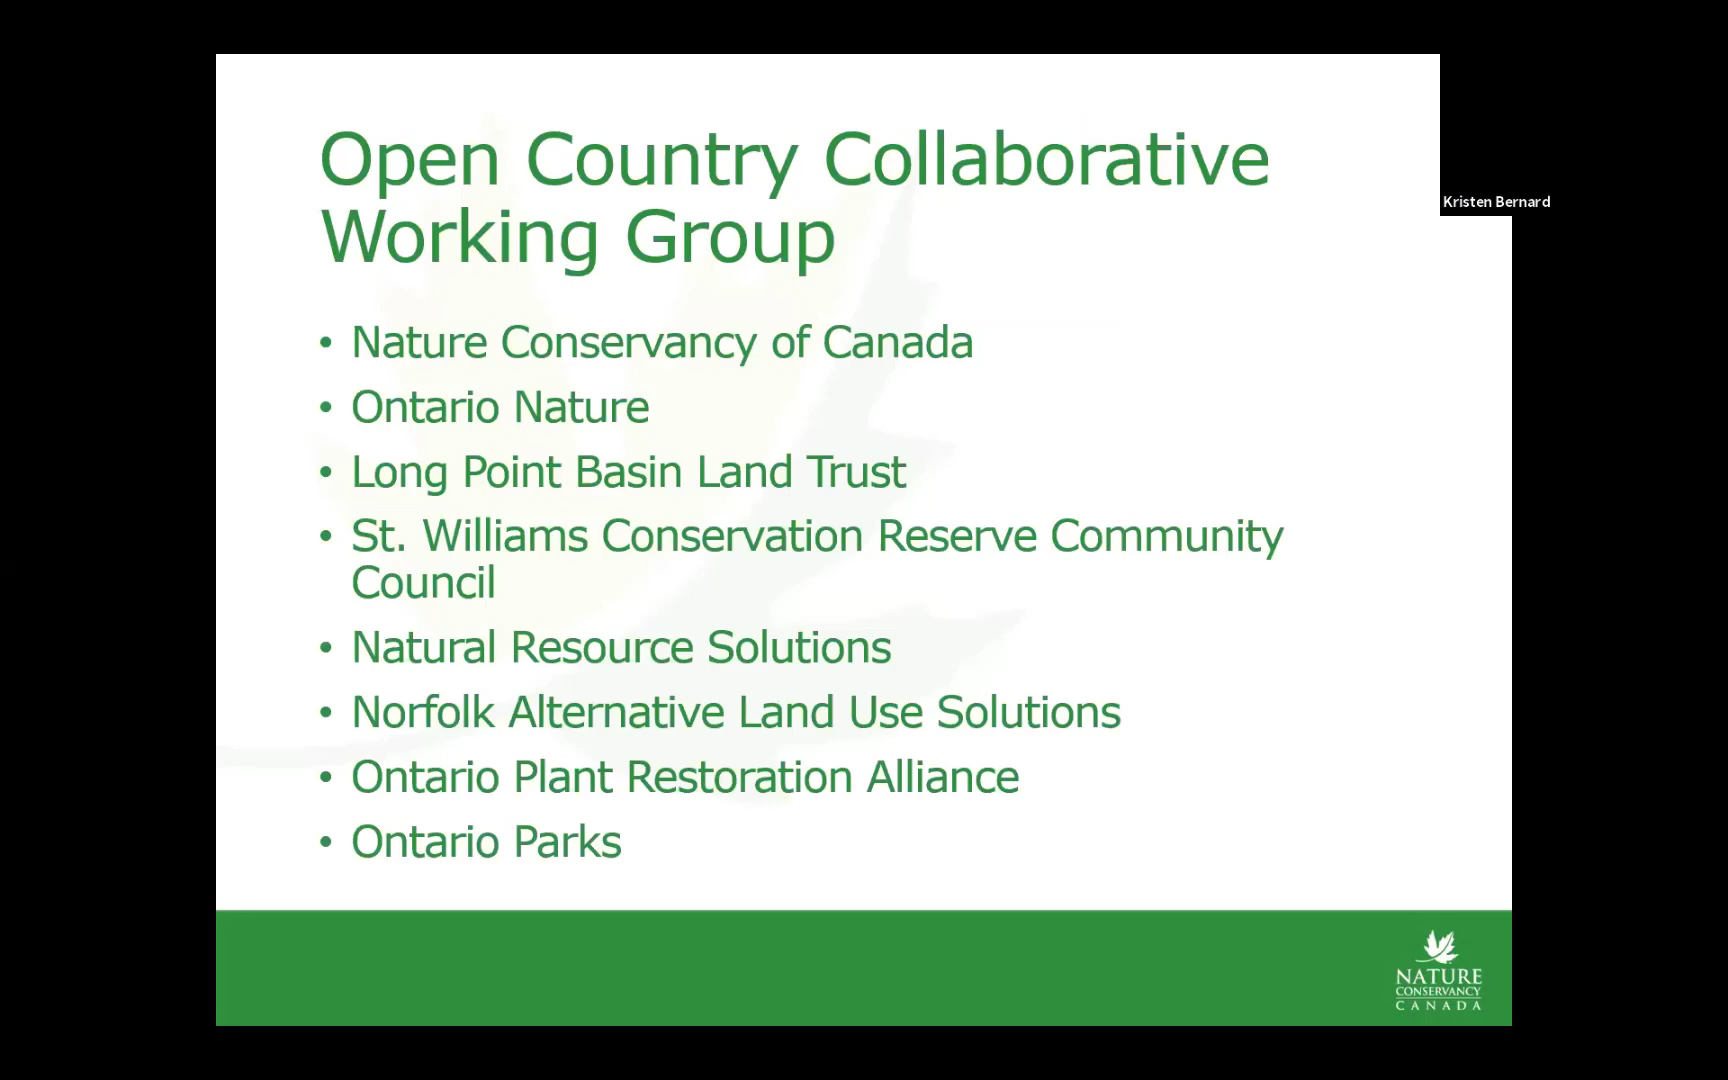 Open Country Collaborative
Working Group
Kristen Bernard
• Nature Conservancy of Canada
• Ontario Nature
• Long Point Basin Land Trust
• St. Williams Conservation Reserve Community
Council
• Natural Resource Solutions
• Norfolk Alternative Land Use Solutions
• Ontario Plant Restoration Alliance
• Ontario Parks
NATURE
CONSERVANCY
CANADA